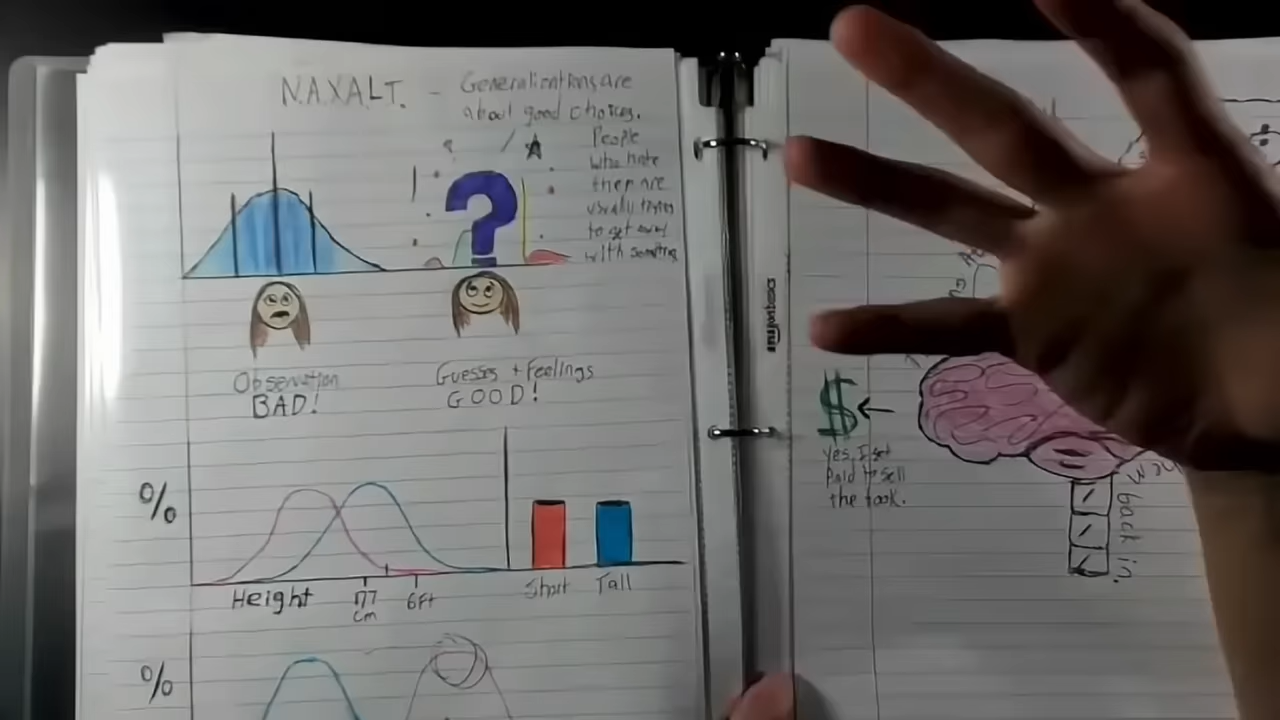 N.A.X.A.L.T. - Generalizations are
about good choices.
People
who hate
them are
usually trying
to get away
with something
Observation
BAD!
Guesses + Feelings
GOOD!
%
Height
177
cm
6Ft
Short
Tall
%
amazonbasics
$
Yes, I get
Paid to sell
the book.
back in.